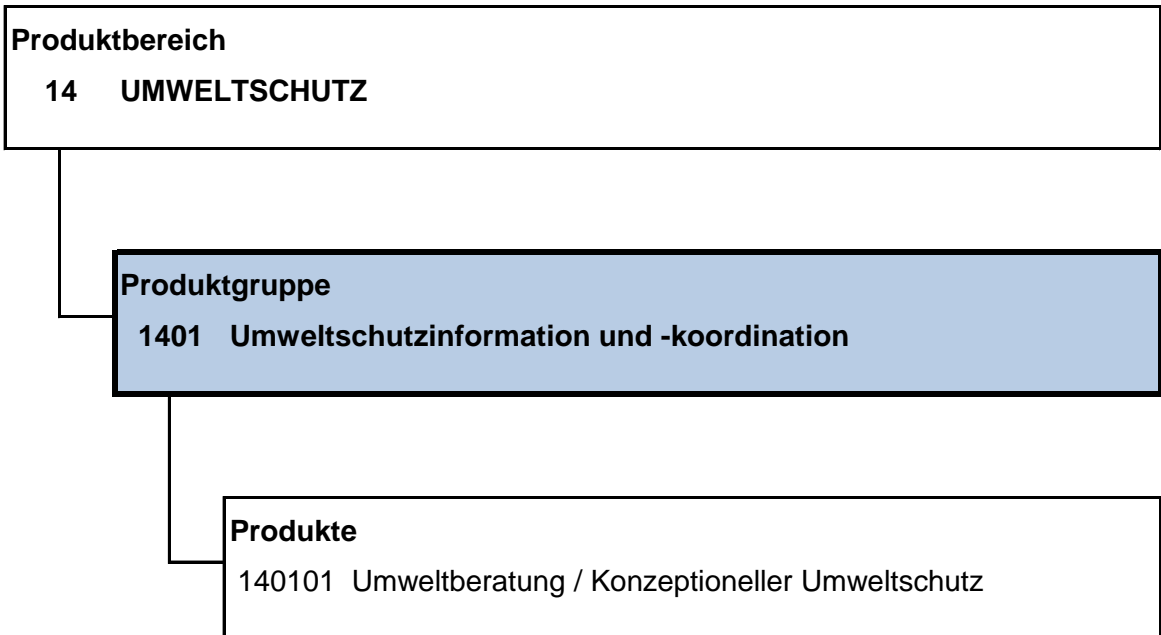 Produktbereich
14 UMWELTSCHUTZ
Produktgruppe
1401 Umweltschutzinformation und -koordination
Produkte
140101 Umweltberatung / Konzeptioneller Umweltschutz